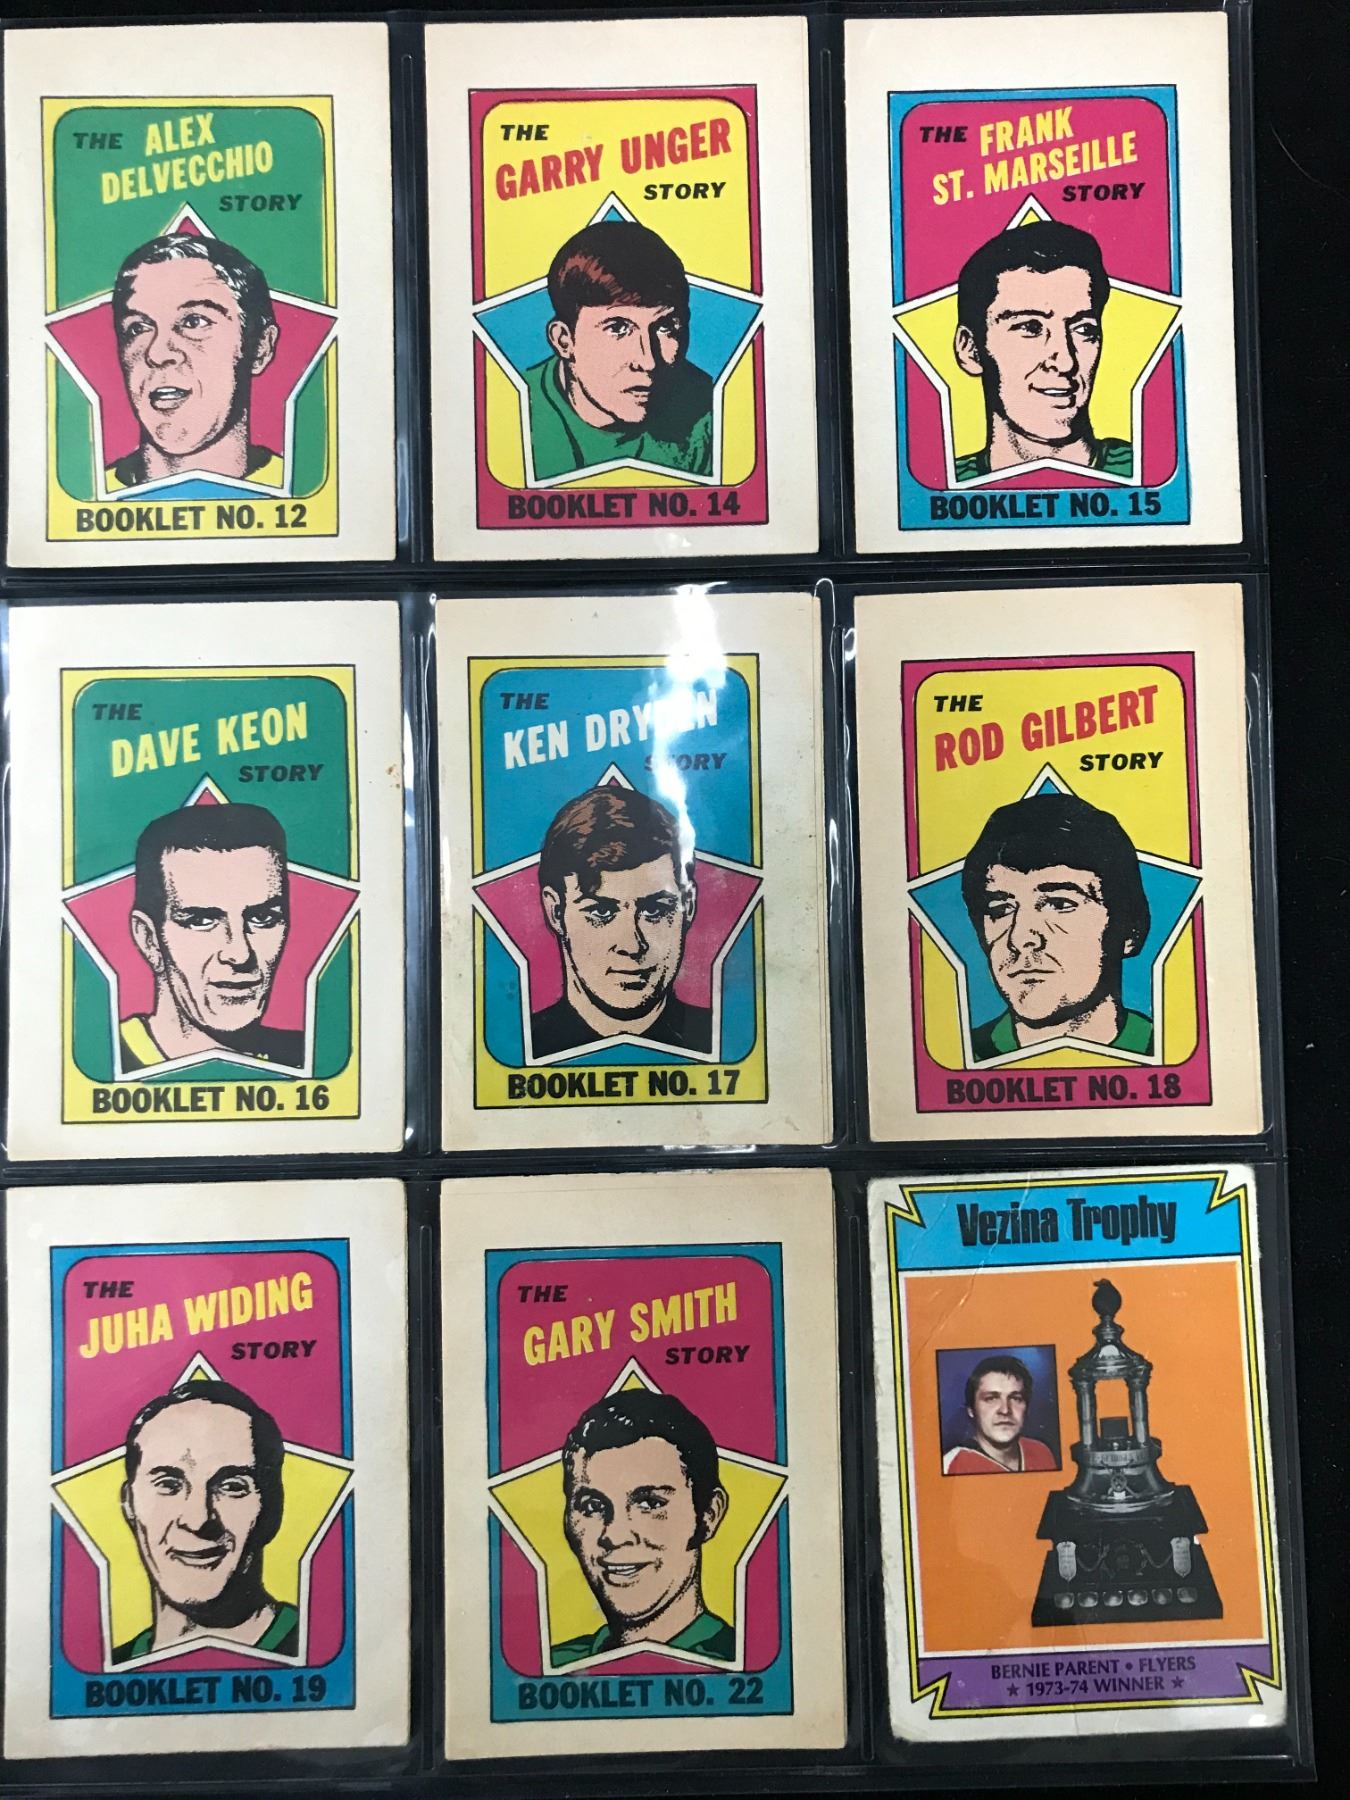 THE ALEX
DELVECCHIO
STORY
BOOKLET NO. 12
THE
GARRY UNGER
STORY
BOOKLET NO. 14
THE FRANK
ST. MARSEILLE
STORY
BOOKLET NO. 15
THE
DAVE KEON
STORY
BOOKLET NO. 16
THE
KEN DRYDEN
STORY
BOOKLET NO. 17
THE
ROD GILBERT
STORY
BOOKLET NO. 18
THE
JUHA WIDING
STORY
BOOKLET NO. 19
THE
GARY SMITH
STORY
BOOKLET NO. 22
Vezina Trophy
BERNIE PARENT • FLYERS
★ 1973-74 WINNER ★